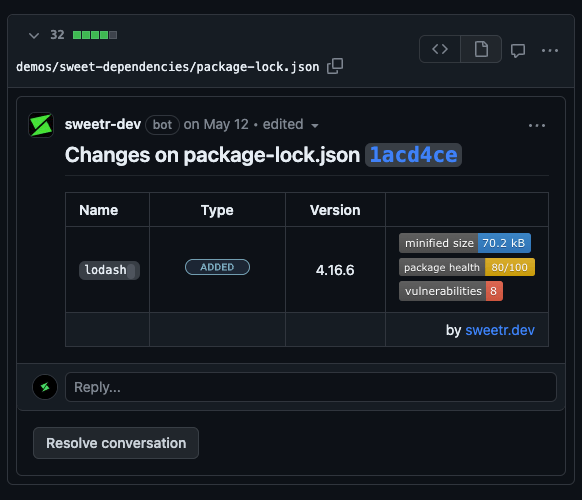 32
demos/sweet-dependencies/package-lock.json
sweetr-dev bot on May 12 • edited
Changes on package-lock.json 1acd4ce
Name Type Version
lodash ADDED 4.16.6
minified size 70.2 kB
package health 80/100
vulnerabilities 8
by sweetr.dev
Reply...
Resolve conversation